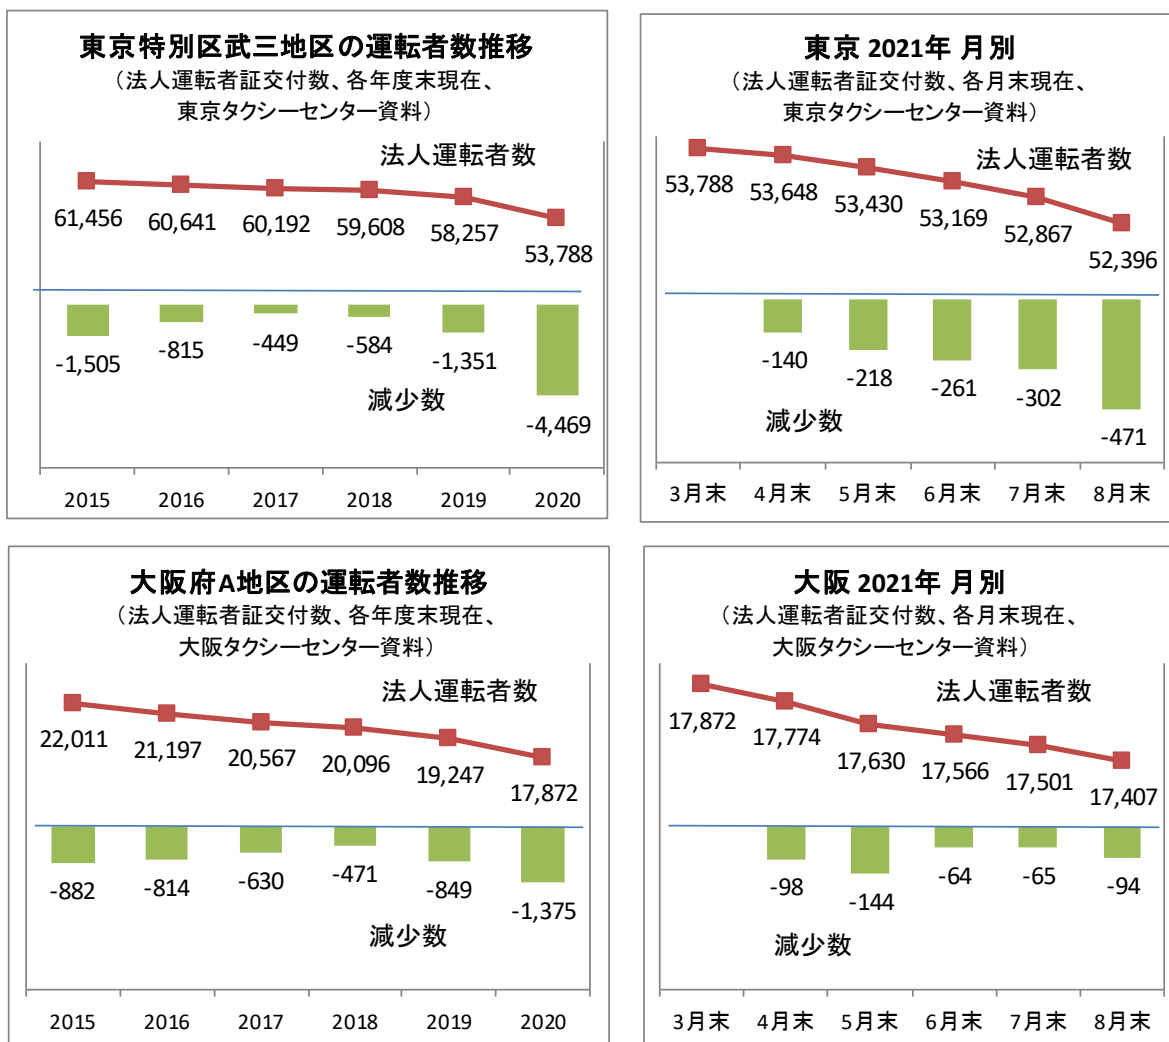 東京特別区武三地区の運転者数推移
（法人運転者証交付数、各年度末現在、
東京タクシーセンター資料）
法人運転者数
61,456 60,641 60,192 59,608 58,257 53,788
-1,505 -815 -449 -584 -1,351 -4,469
減少数
2015 2016 2017 2018 2019 2020
東京 2021年 月別
（法人運転者証交付数、各月末現在、
東京タクシーセンター資料）
法人運転者数
53,788 53,648 53,430 53,169 52,867 52,396
-140 -218 -261 -302 -471
減少数
3月末 4月末 5月末 6月末 7月末 8月末
大阪府A地区の運転者数推移
（法人運転者証交付数、各年度末現在、
大阪タクシーセンター資料）
法人運転者数
22,011 21,197 20,567 20,096 19,247 17,872
-882 -814 -630 -471 -849 -1,375
減少数
2015 2016 2017 2018 2019 2020
大阪 2021年 月別
（法人運転者証交付数、各月末現在、
大阪タクシーセンター資料）
法人運転者数
17,872 17,774 17,630 17,566 17,501 17,407
-98 -144 -64 -65 -94
減少数
3月末 4月末 5月末 6月末 7月末 8月末